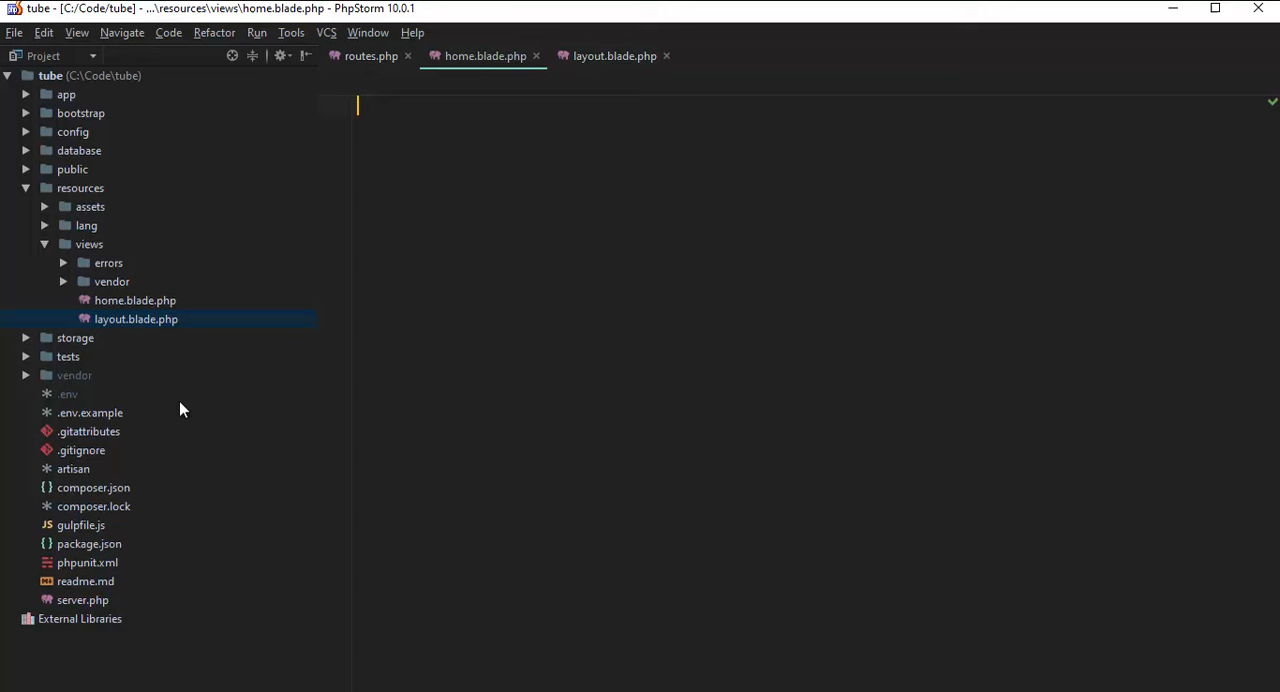 tube - [C:/Code/tube] - ...\resources\views\home.blade.php - PhpStorm 10.0.1
File Edit View Navigate Code Refactor Run Tools VCS Window Help
Project
routes.php home.blade.php layout.blade.php
tube (C:\Code\tube)
app
bootstrap
config
database
public
resources
assets
lang
views
errors
vendor
home.blade.php
layout.blade.php
storage
tests
vendor
.env
.env.example
.gitattributes
.gitignore
artisan
composer.json
composer.lock
gulpfile.js
package.json
phpunit.xml
readme.md
server.php
External Libraries